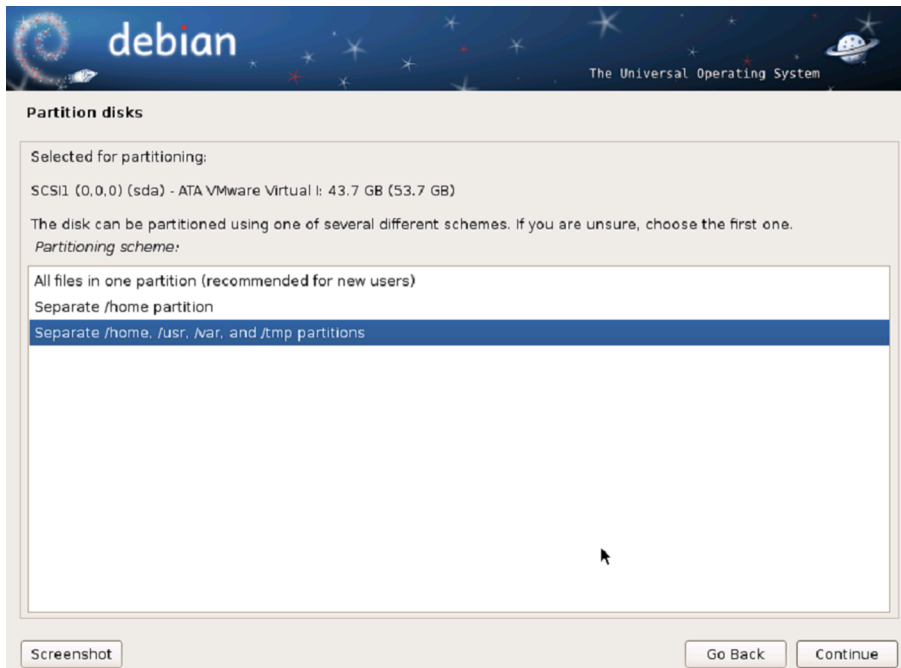 debian
The Universal Operating System
Partition disks
Selected for partitioning:
SCSI1 (0,0,0) (sda) - ATA VMware Virtual I: 43.7 GB (53.7 GB)
The disk can be partitioned using one of several different schemes. If you are unsure, choose the first one.
Partitioning scheme:
All files in one partition (recommended for new users)
Separate /home partition
Separate /home, /usr, /var, and /tmp partitions
Screenshot
Go Back
Continue